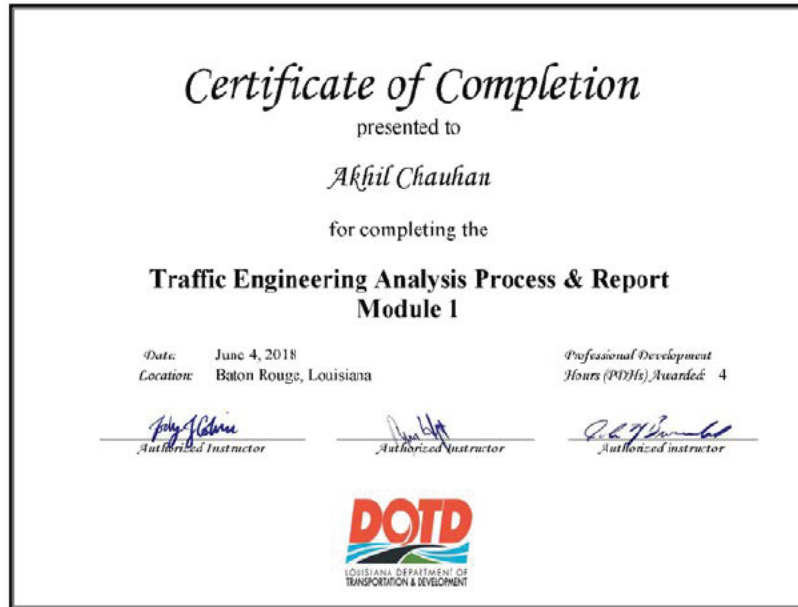 Certificate of Completion
presented to
Akhil Chauhan
for completing the
Traffic Engineering Analysis Process & Report
Module 1
Date: June 4, 2018
Location: Baton Rouge, Louisiana
Professional Development
Hours (PDHs) Awarded: 4
Authorized Instructor
Authorized Instructor
Authorized instructor
DOTD
LOUISIANA DEPARTMENT OF
TRANSPORTATION & DEVELOPMENT